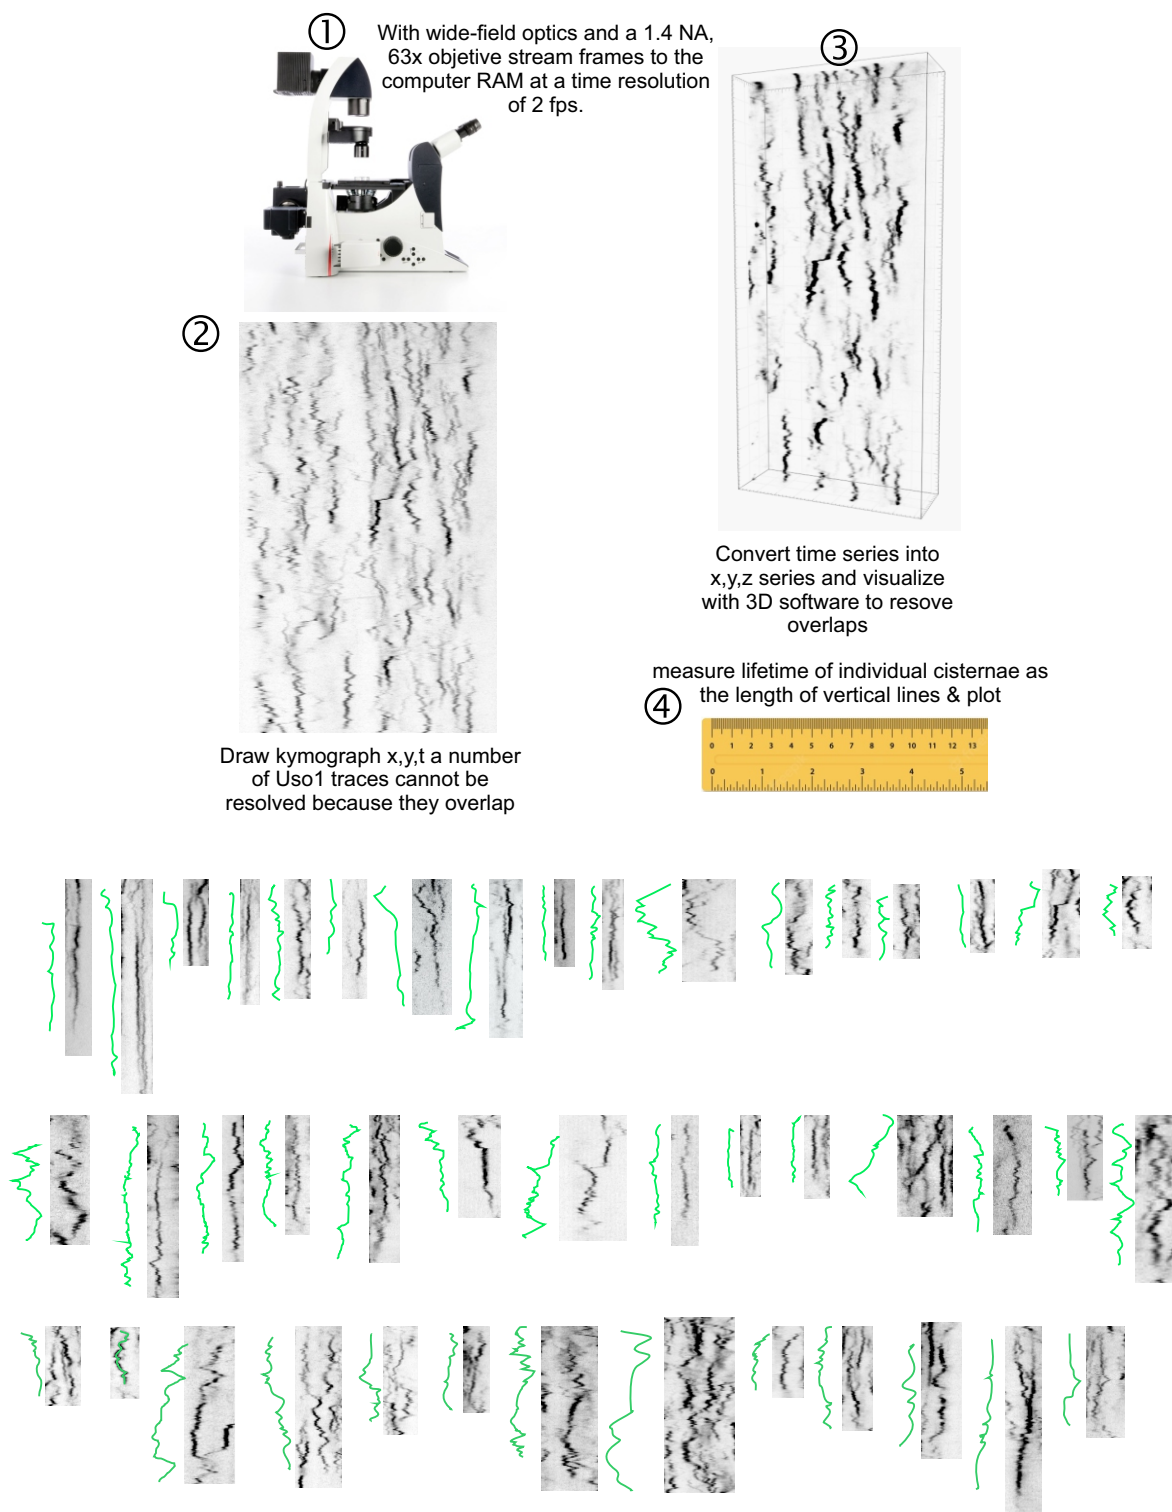 ①
With wide-field optics and a 1.4 NA,
63x objetive stream frames to the
computer RAM at a time resolution
of 2 fps.
②
Draw kymograph x,y,t a number
of Uso1 traces cannot be
resolved because they overlap
③
Convert time series into
x,y,z series and visualize
with 3D software to resove
overlaps
measure lifetime of individual cisternae as
the length of vertical lines & plot
④
0 1 2 3 4 5 6 7 8 9 10 11 12 13
0 1 2 3 4 5